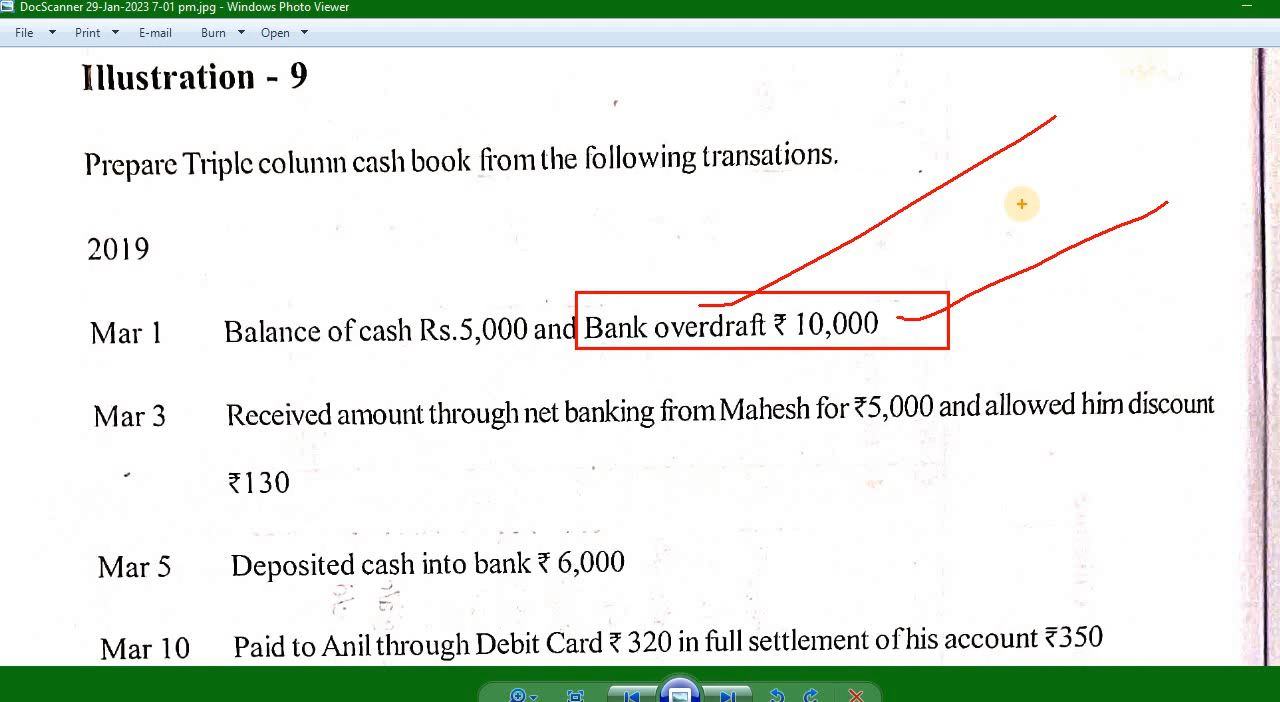 DocScanner 29-Jan-2023 7-01 pm.jpg - Windows Photo Viewer
File Print E-mail Burn Open
Illustration - 9
Prepare Triple column cash book from the following transations.
2019
Mar 1 Balance of cash Rs.5,000 and Bank overdraft ₹ 10,000
Mar 3 Received amount through net banking from Mahesh for ₹5,000 and allowed him discount
₹130
Mar 5 Deposited cash into bank ₹ 6,000
Mar 10 Paid to Anil through Debit Card ₹ 320 in full settlement of his account ₹350